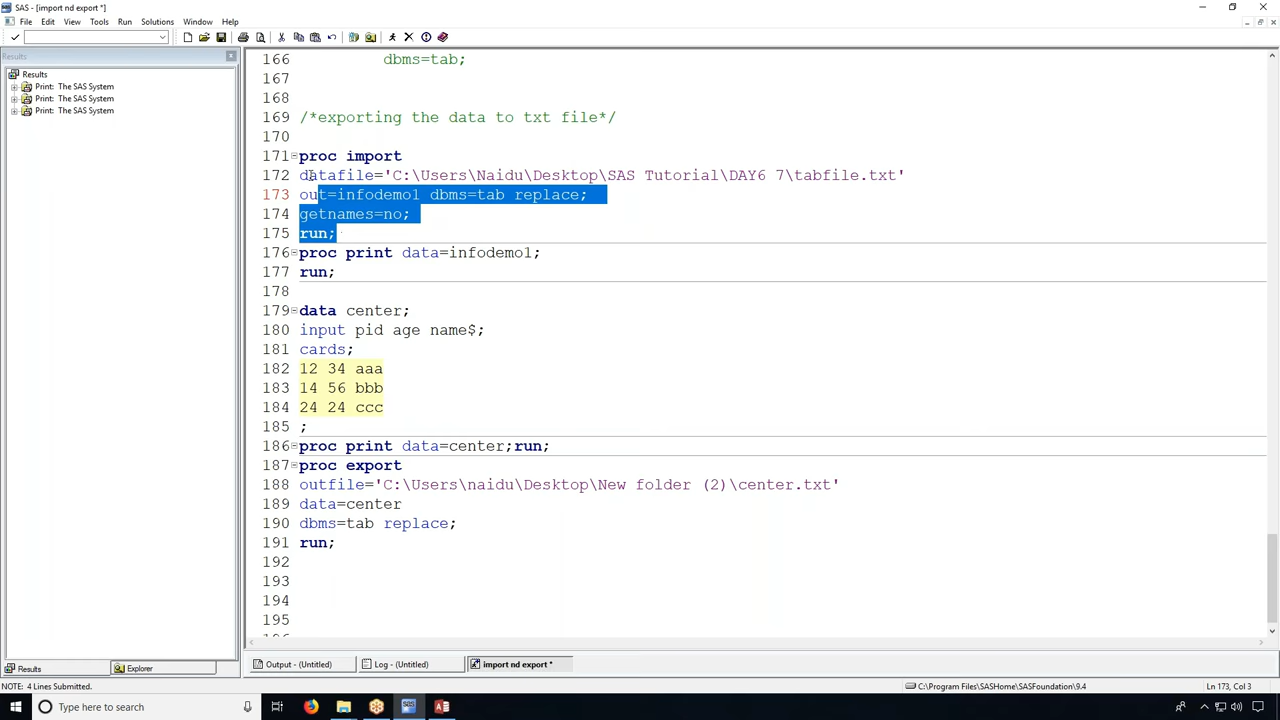 SAS - [import nd export *]
File Edit View Tools Run Solutions Window Help
Results
Results
Print: The SAS System
Print: The SAS System
Print: The SAS System
166 dbms=tab;
167
168
169 /*exporting the data to txt file*/
170
171 proc import
172 datafile='C:\Users\Naidu\Desktop\SAS Tutorial\DAY6 7\tabfile.txt'
173 out=infodemo1 dbms=tab replace;
174 getnames=no;
175 run;
176 proc print data=infodemo1;
177 run;
178
179 data center;
180 input pid age name$;
181 cards;
182 12 34 aaa
183 14 56 bbb
184 24 24 ccc
185 ;
186 proc print data=center;run;
187 proc export
188 outfile='C:\Users\naidu\Desktop\New folder (2)\center.txt'
189 data=center
190 dbms=tab replace;
191 run;
192
193
194
195
196
Results Explorer Output - (Untitled) Log - (Untitled) import nd export *
NOTE: 4 Lines Submitted. C:\Program Files\SASHome\SASFoundation\9.4 Ln 173, Col 3
Type here to search ENG